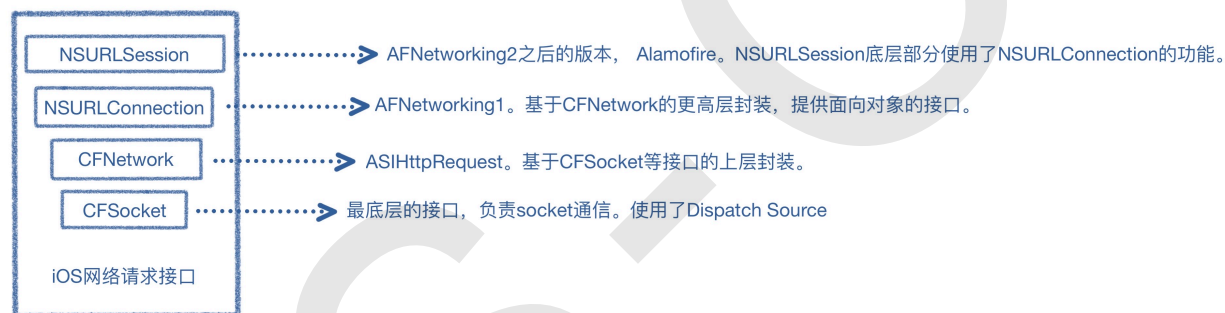 NSURLSession AFNetworking2之后的版本， Alamofire。NSURLSession底层部分使用了NSURLConnection的功能。
NSURLConnection AFNetworking1。基于CFNetwork的更高层封装，提供面向对象的接口。
CFNetwork ASIHttpRequest。基于CFSocket等接口的上层封装。
CFSocket 最底层的接口，负责socket通信。使用了Dispatch Source
iOS网络请求接口